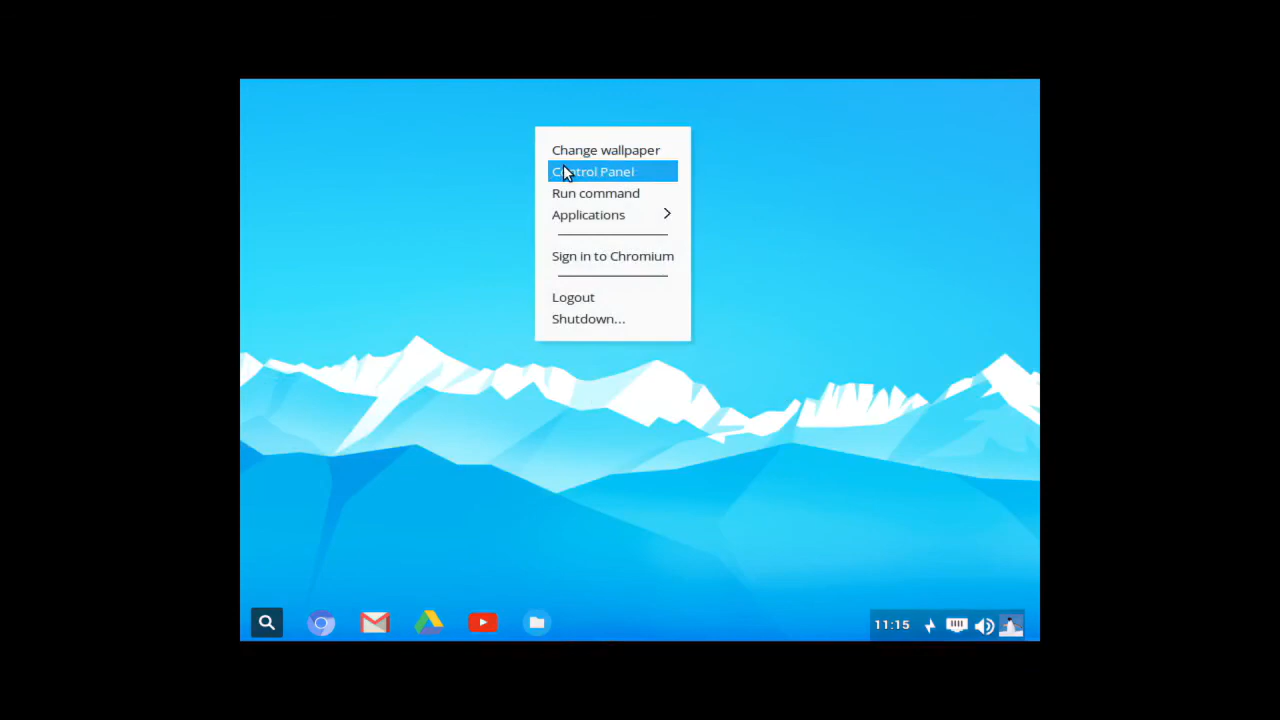 Change wallpaper
Control Panel
Run command
Applications
Sign in to Chromium
Logout
Shutdown...
11:15